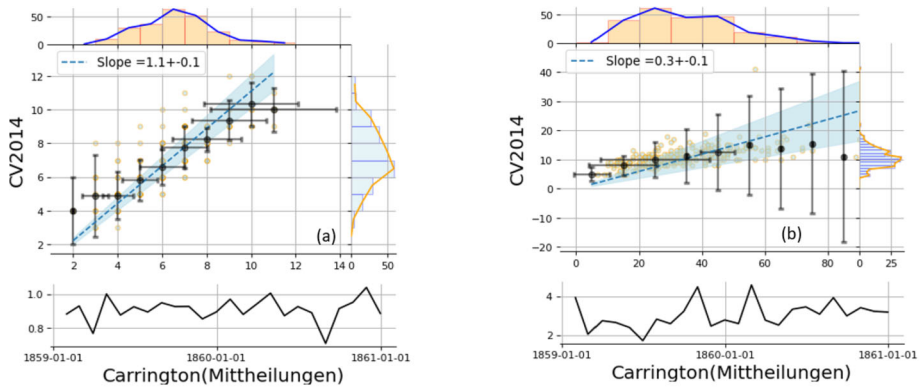 50
0
Slope =1.1+-0.1
12
10
8
6
4
2
CV2014
(a)
2 4 6 8 10 12 14 0 50
1.0
0.8
1859-01-01 1860-01-01 1861-01-01
Carrington(Mittheilungen)
50
0
Slope =0.3+-0.1
40
30
20
10
0
−10
−20
CV2014
(b)
0 20 40 60 80 0 25
4
2
1859-01-01 1860-01-01 1861-01-01
Carrington(Mittheilungen)